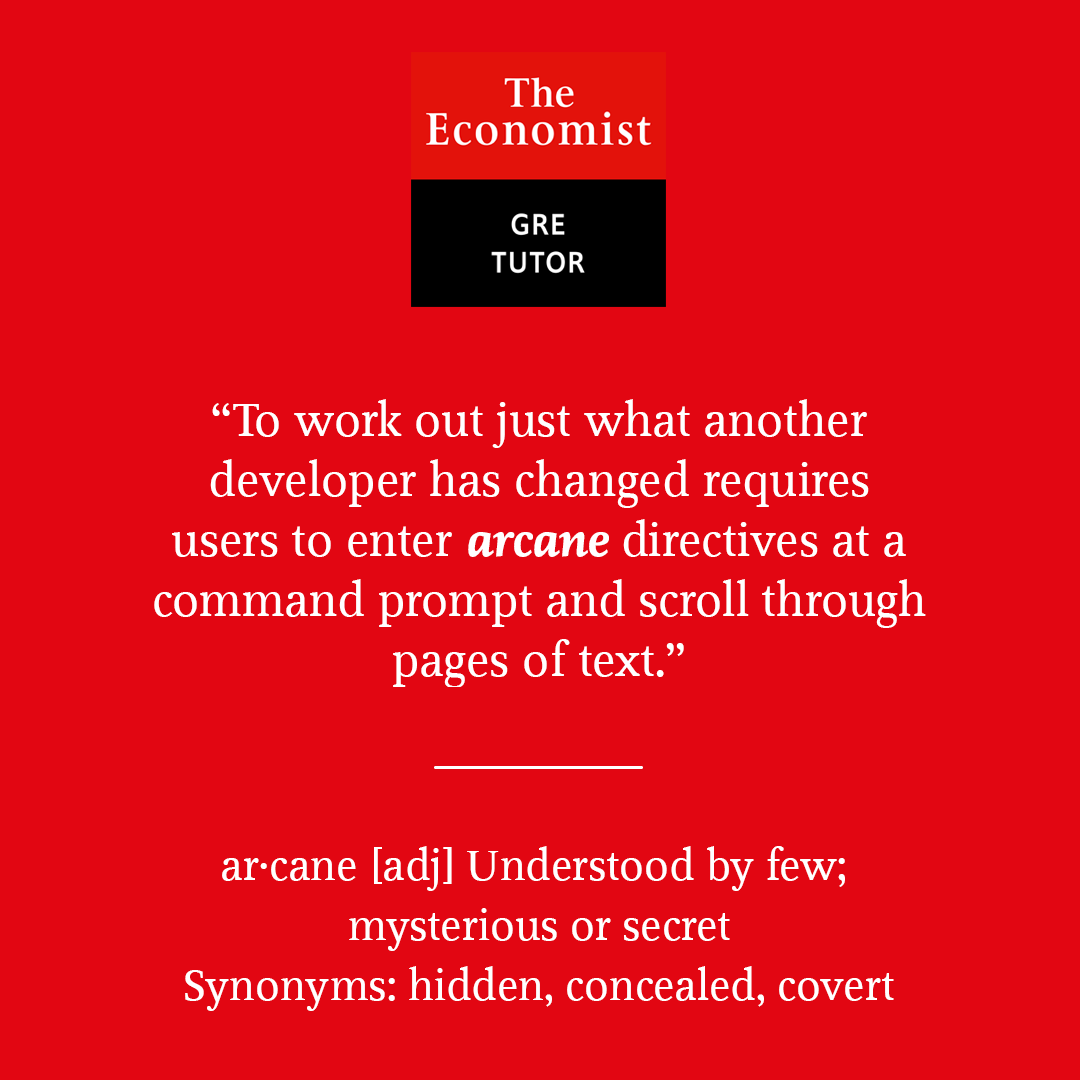 The
Economist
GRE
TUTOR
“To work out just what another
developer has changed requires
users to enter arcane directives at a
command prompt and scroll through
pages of text.”
ar·cane [adj] Understood by few;
mysterious or secret
Synonyms: hidden, concealed, covert